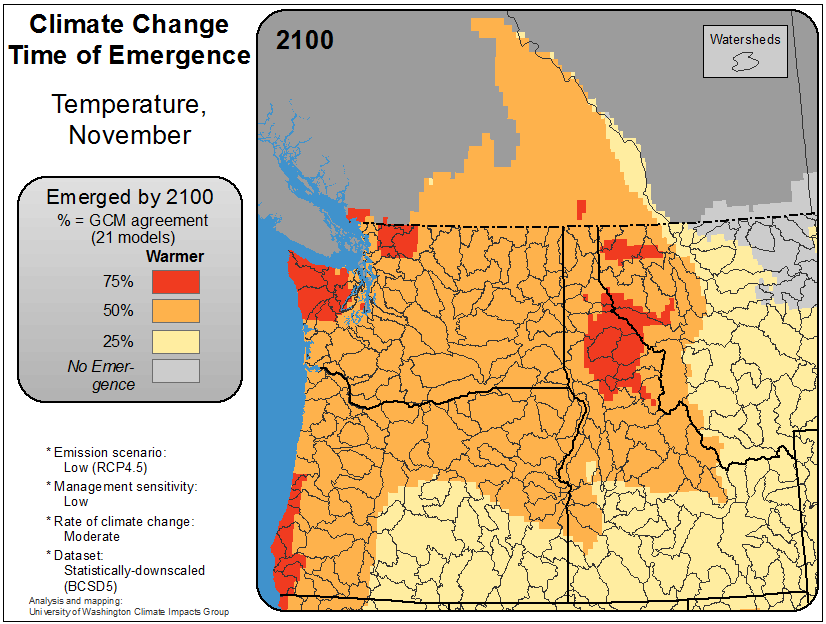 Climate Change
Time of Emergence
Temperature,
November
Emerged by 2100
% = GCM agreement
(21 models)
Warmer
75%
50%
25%
No Emer-
gence
* Emission scenario:
Low (RCP4.5)
* Management sensitivity:
Low
* Rate of climate change:
Moderate
* Dataset:
Statistically-downscaled
(BCSD5)
Analysis and mapping:
University of Washington Climate Impacts Group
2100
Watersheds